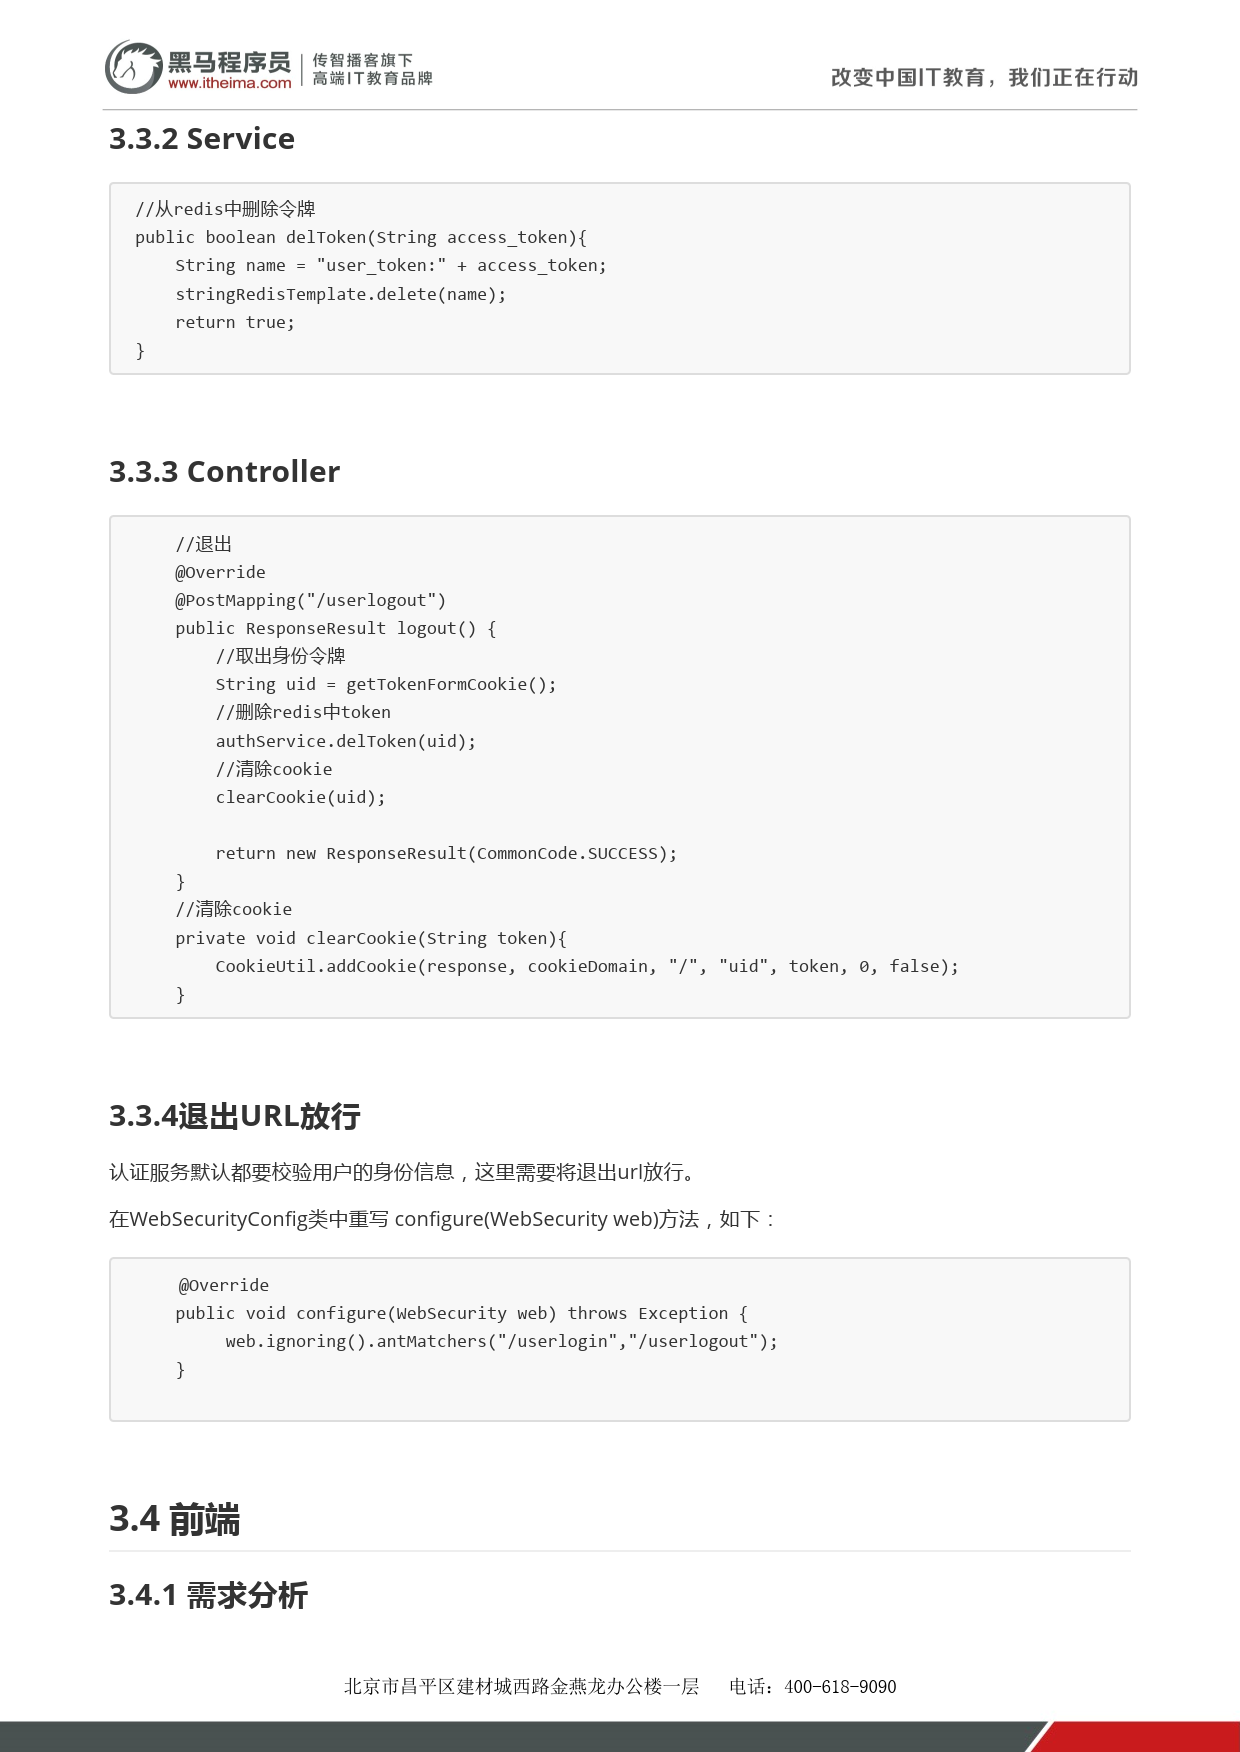 黑马程序员
www.itheima.com
传智播客旗下
高端IT教育品牌
改变中国IT教育，我们正在行动
3.3.2 Service
//从redis中删除令牌
public boolean delToken(String access_token){
    String name = "user_token:" + access_token;
    stringRedisTemplate.delete(name);
    return true;
}
3.3.3 Controller
    //退出
    @Override
    @PostMapping("/userlogout")
    public ResponseResult logout() {
        //取出身份令牌
        String uid = getTokenFormCookie();
        //删除redis中token
        authService.delToken(uid);
        //清除cookie
        clearCookie(uid);
        return new ResponseResult(CommonCode.SUCCESS);
    }
    //清除cookie
    private void clearCookie(String token){
        CookieUtil.addCookie(response, cookieDomain, "/", "uid", token, 0, false);
    }
3.3.4退出URL放行
认证服务默认都要校验用户的身份信息，这里需要将退出url放行。
在WebSecurityConfig类中重写 configure(WebSecurity web)方法，如下：
    @Override
    public void configure(WebSecurity web) throws Exception {
         web.ignoring().antMatchers("/userlogin","/userlogout");
    }
3.4 前端
3.4.1 需求分析
北京市昌平区建材城西路金燕龙办公楼一层   电话：400-618-9090